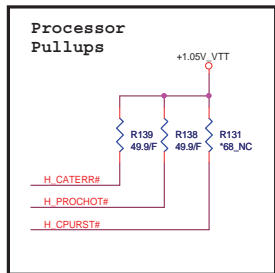 Processor
Pullups
+1.05V_VTT
R139
49.9/F
R138
49.9/F
R131
*68_NC
H_CATERR#
H_PROCHOT#
H_CPURST#